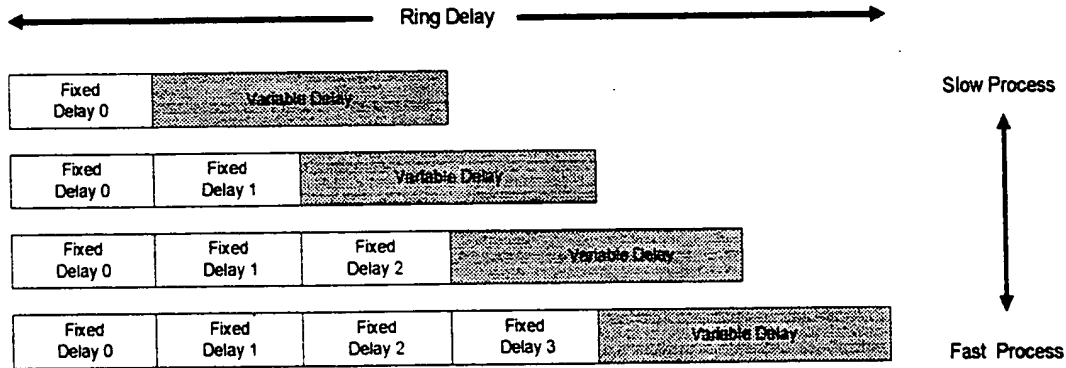 Ring Delay
Fixed
Delay 0
Variable Delay
Slow Process
Fixed
Delay 0
Fixed
Delay 1
Variable Delay
Fixed
Delay 0
Fixed
Delay 1
Fixed
Delay 2
Variable Delay
Fixed
Delay 0
Fixed
Delay 1
Fixed
Delay 2
Fixed
Delay 3
Variable Delay
Fast Process